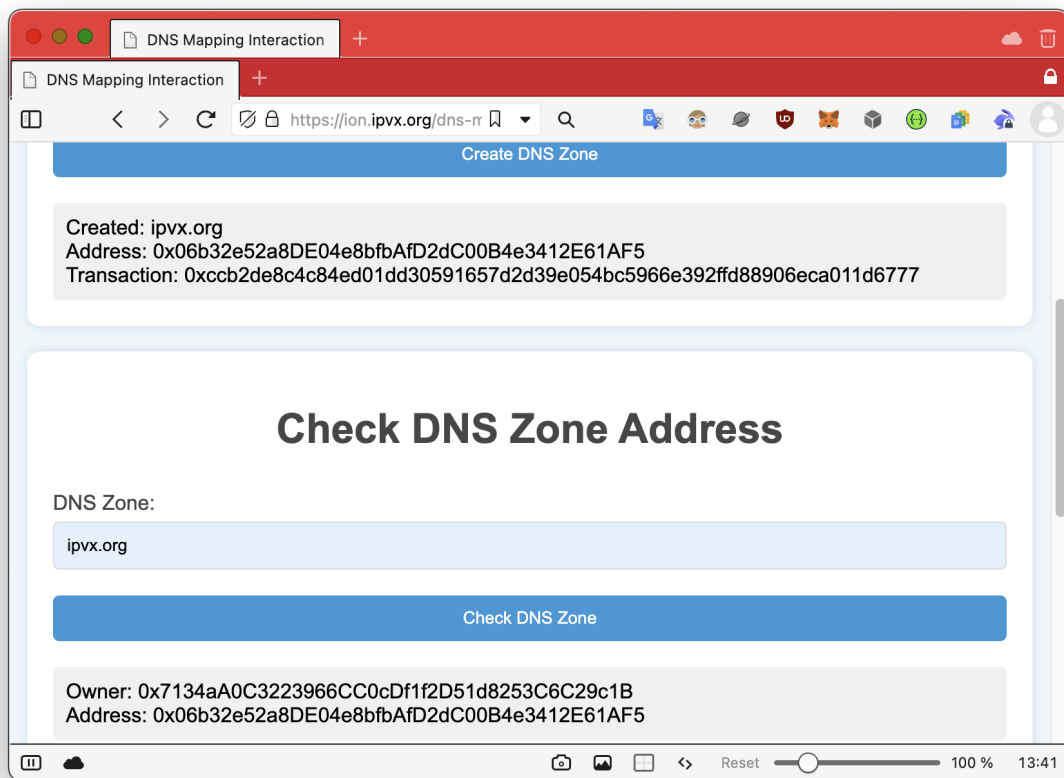 DNS Mapping Interaction
DNS Mapping Interaction
https://ion.ipvx.org/dns-m
Create DNS Zone
Created: ipvx.org
Address: 0x06b32e52a8DE04e8bfbAfD2dC00B4e3412E61AF5
Transaction: 0xccb2de8c4c84ed01dd30591657d2d39e054bc5966e392ffd88906eca011d6777
Check DNS Zone Address
DNS Zone:
ipvx.org
Check DNS Zone
Owner: 0x7134aA0C3223966CC0cDf1f2D51d8253C6C29c1B
Address: 0x06b32e52a8DE04e8bfbAfD2dC00B4e3412E61AF5
Reset 100 % 13:41